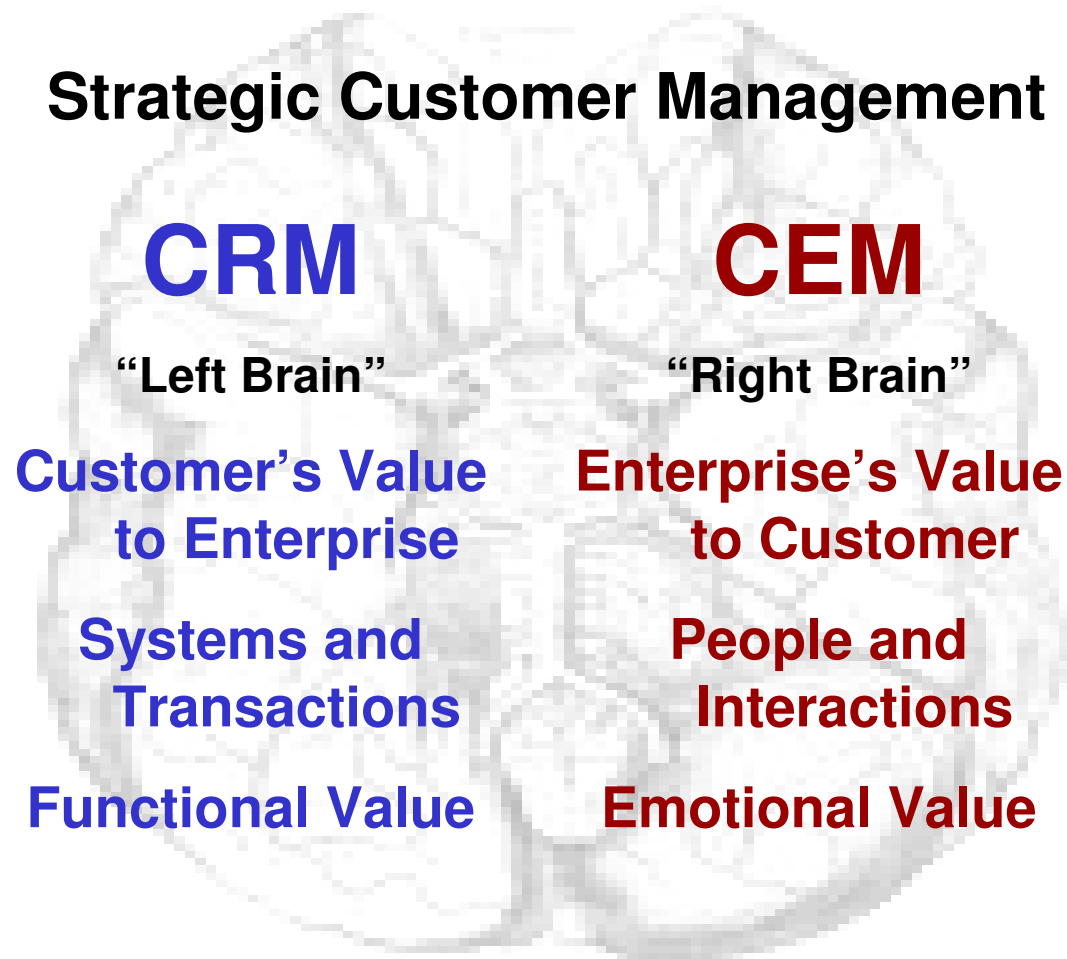 Strategic Customer Management
CRM
“Left Brain”
Customer’s Value
to Enterprise
Systems and
Transactions
Functional Value
CEM
“Right Brain”
Enterprise’s Value
to Customer
People and
Interactions
Emotional Value